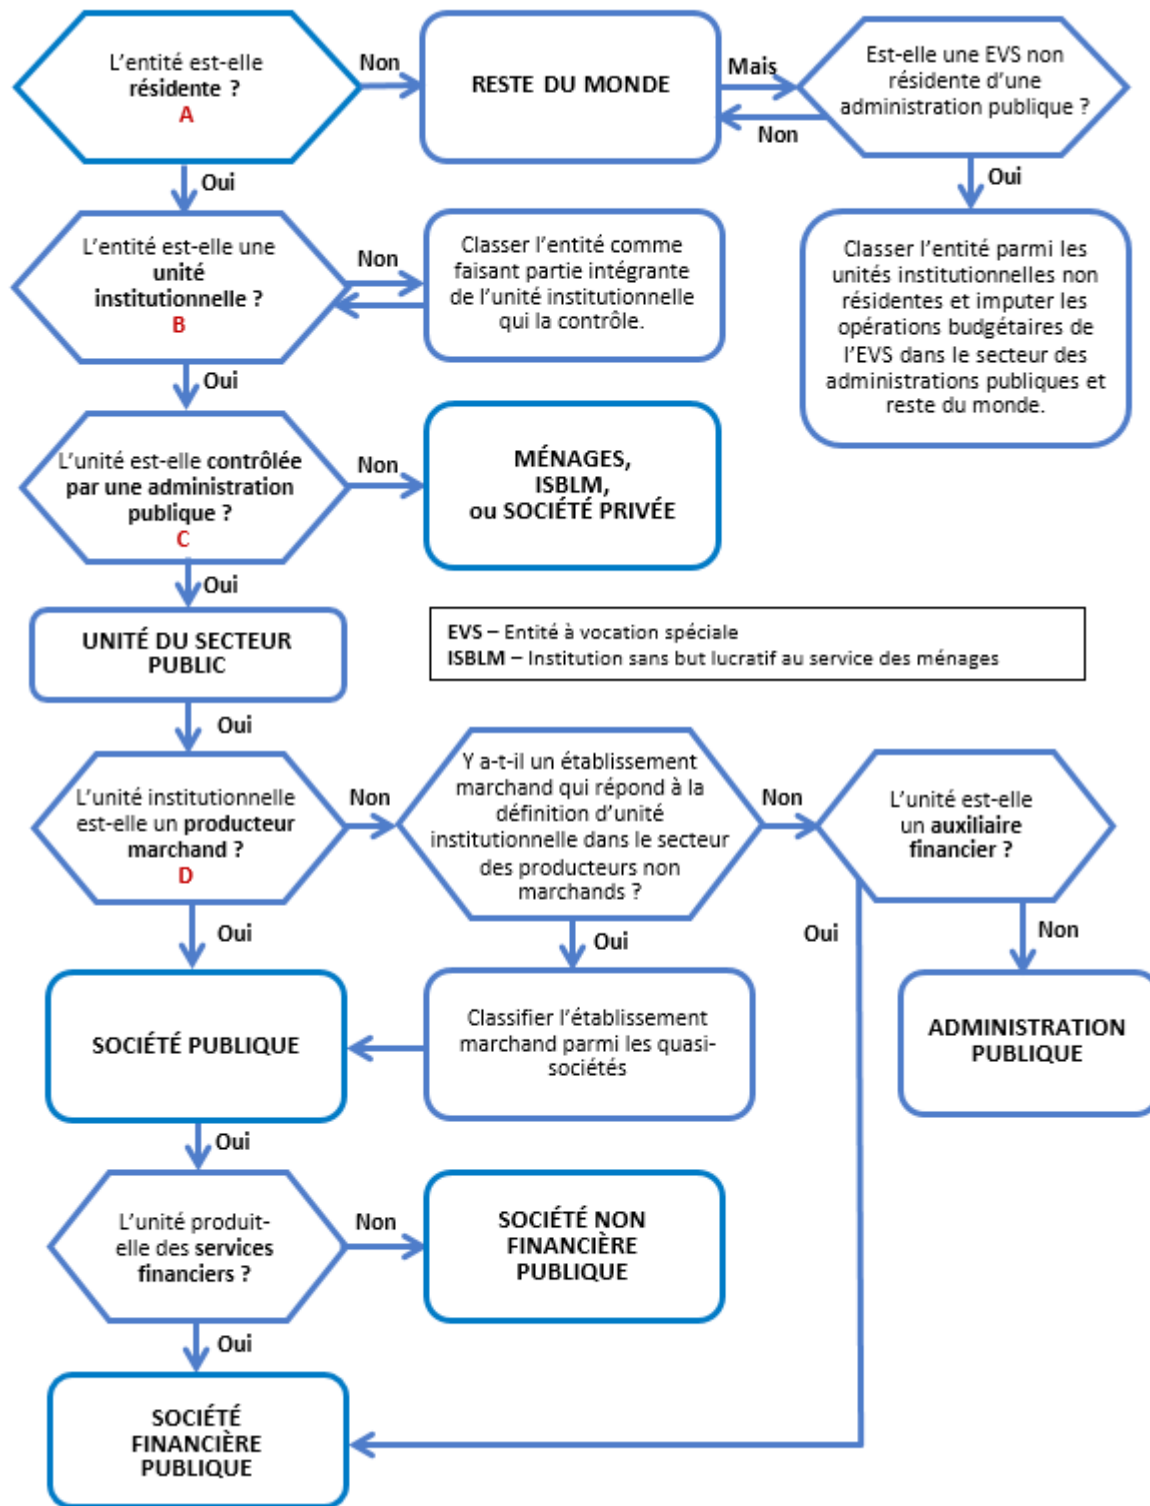 L'entité est-elle
résidente ?
A
Non
RESTE DU MONDE
Mais
Non
Est-elle une EVS non
résidente d'une
administration publique ?
Oui
Oui
L'entité est-elle une
unité
institutionnelle ?
B
Non
Classer l'entité comme
faisant partie intégrante
de l'unité institutionnelle
qui la contrôle.
Classer l'entité parmi les
unités institutionnelles non
résidentes et imputer les
opérations budgétaires de
l'EVS dans le secteur des
administrations publiques et
reste du monde.
Oui
L'unité est-elle contrôlée
par une administration
publique ?
C
Non
MÉNAGES,
ISBLM,
ou SOCIÉTÉ PRIVÉE
Oui
UNITÉ DU SECTEUR
PUBLIC
EVS – Entité à vocation spéciale
ISBLM – Institution sans but lucratif au service des ménages
Oui
L'unité institutionnelle
est-elle un producteur
marchand ?
D
Non
Y a-t-il un établissement
marchand qui répond à la
définition d'unité
institutionnelle dans le secteur
des producteurs non
marchands ?
Non
L'unité est-elle
un auxiliaire
financier ?
Oui
Oui
Oui
Non
SOCIÉTÉ PUBLIQUE
Classifier l'établissement
marchand parmi les quasi-
sociétés
ADMINISTRATION
PUBLIQUE
Oui
L'unité produit-
elle des services
financiers ?
Non
SOCIÉTÉ NON
FINANCIÈRE
PUBLIQUE
Oui
SOCIÉTÉ
FINANCIÈRE
PUBLIQUE